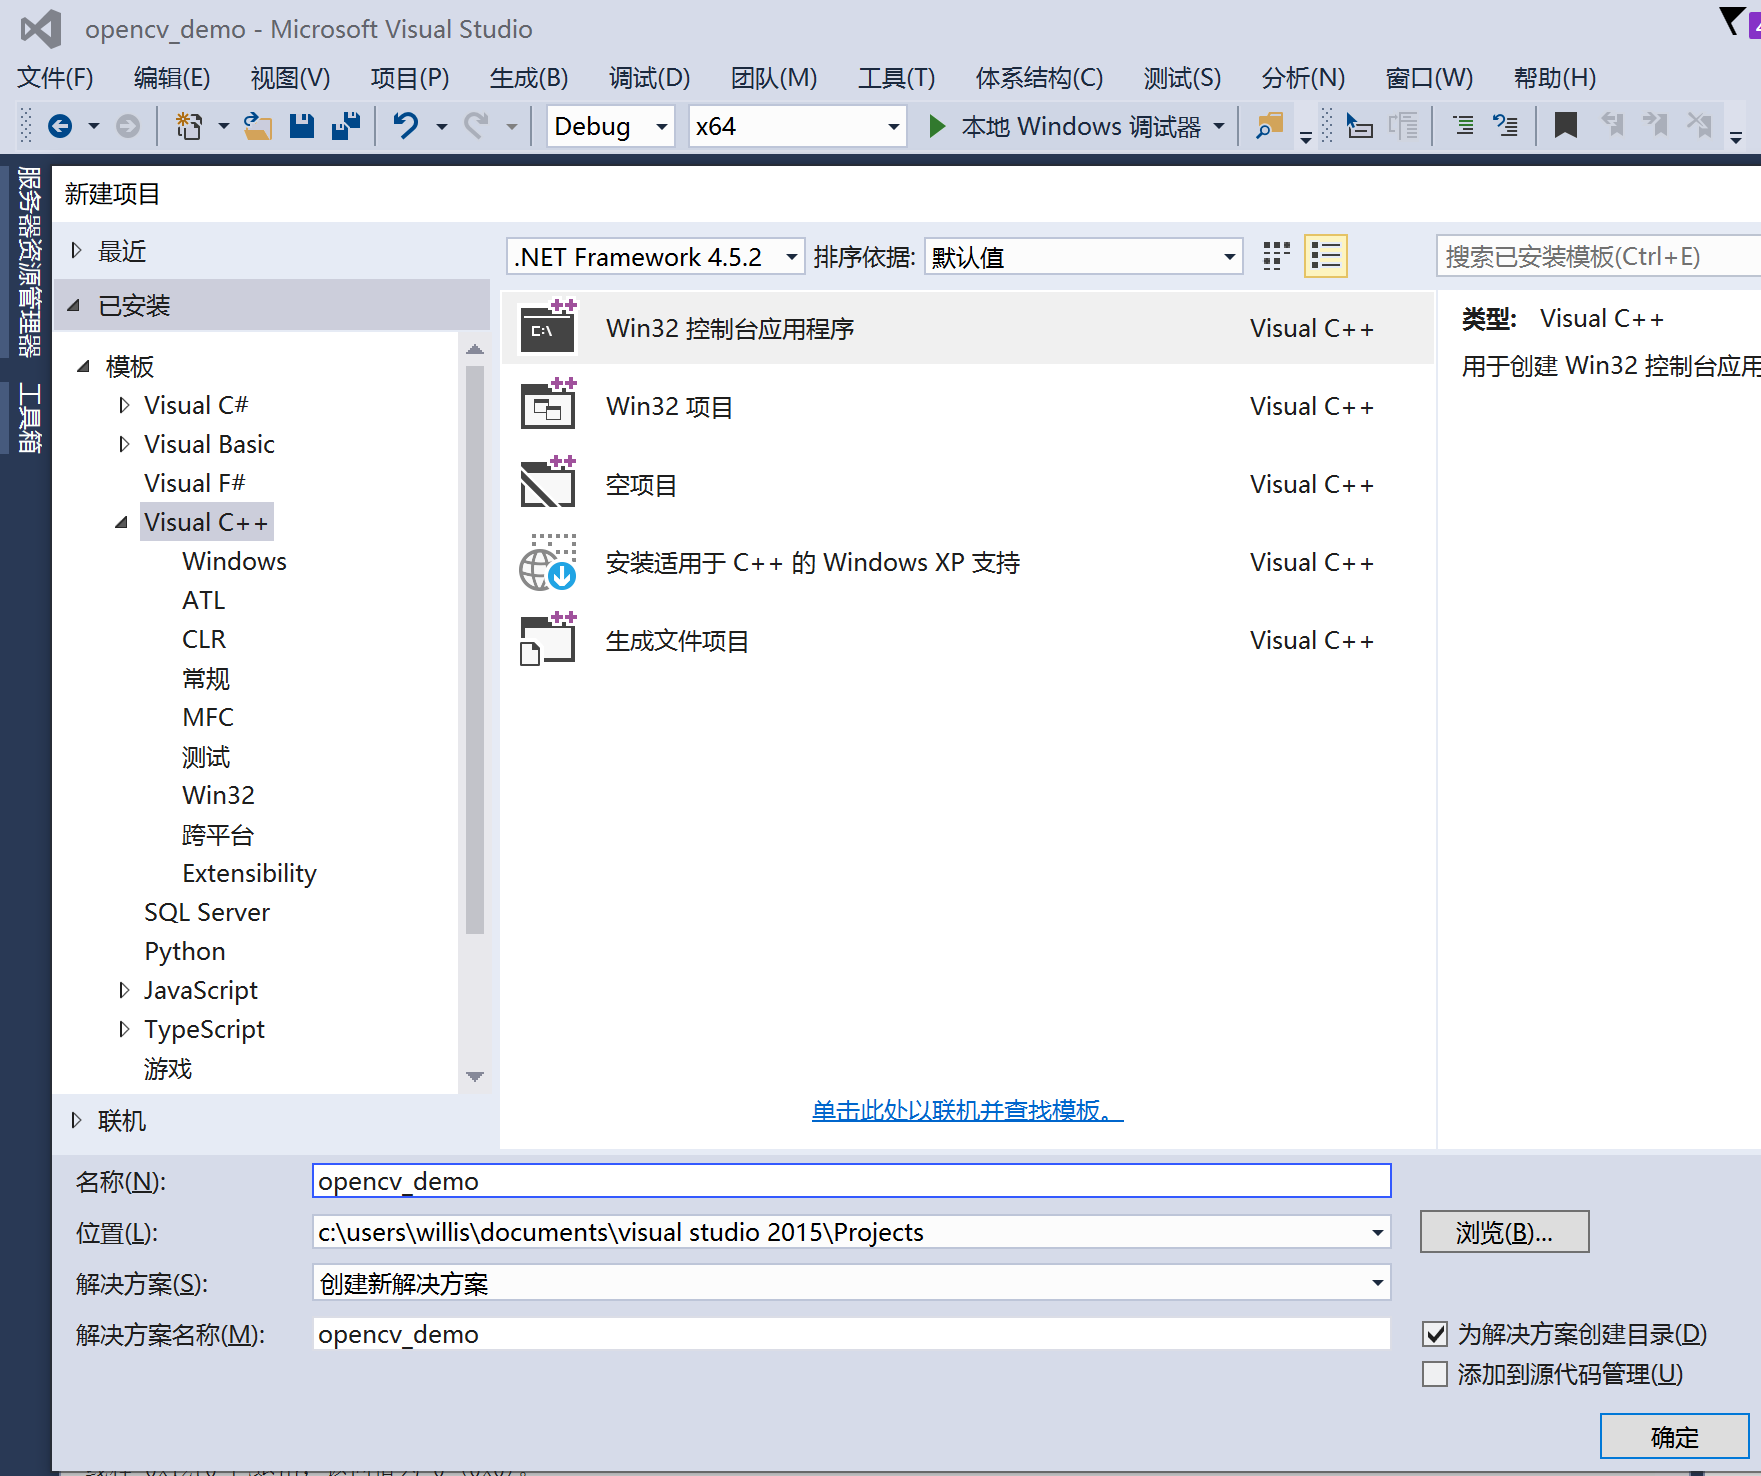 opencv_demo - Microsoft Visual Studio
文件(F) 编辑(E) 视图(V) 项目(P) 生成(B) 调试(D) 团队(M) 工具(T) 体系结构(C) 测试(S) 分析(N) 窗口(W) 帮助(H)
Debug x64 本地 Windows 调试器
服务器资源管理器
工具箱
新建项目
最近
已安装
.NET Framework 4.5.2 排序依据: 默认值
搜索已安装模板(Ctrl+E)
模板
Visual C#
Visual Basic
Visual F#
Visual C++
Windows
ATL
CLR
常规
MFC
测试
Win32
跨平台
Extensibility
SQL Server
Python
JavaScript
TypeScript
游戏
联机
C:\
Win32 控制台应用程序 Visual C++
Win32 项目 Visual C++
空项目 Visual C++
安装适用于 C++ 的 Windows XP 支持 Visual C++
生成文件项目 Visual C++
单击此处以联机并查找模板。
类型: Visual C++
用于创建 Win32 控制台应用
名称(N): opencv_demo
位置(L): c:\users\willis\documents\visual studio 2015\Projects
浏览(B)...
解决方案(S): 创建新解决方案
解决方案名称(M): opencv_demo
为解决方案创建目录(D)
添加到源代码管理(U)
确定